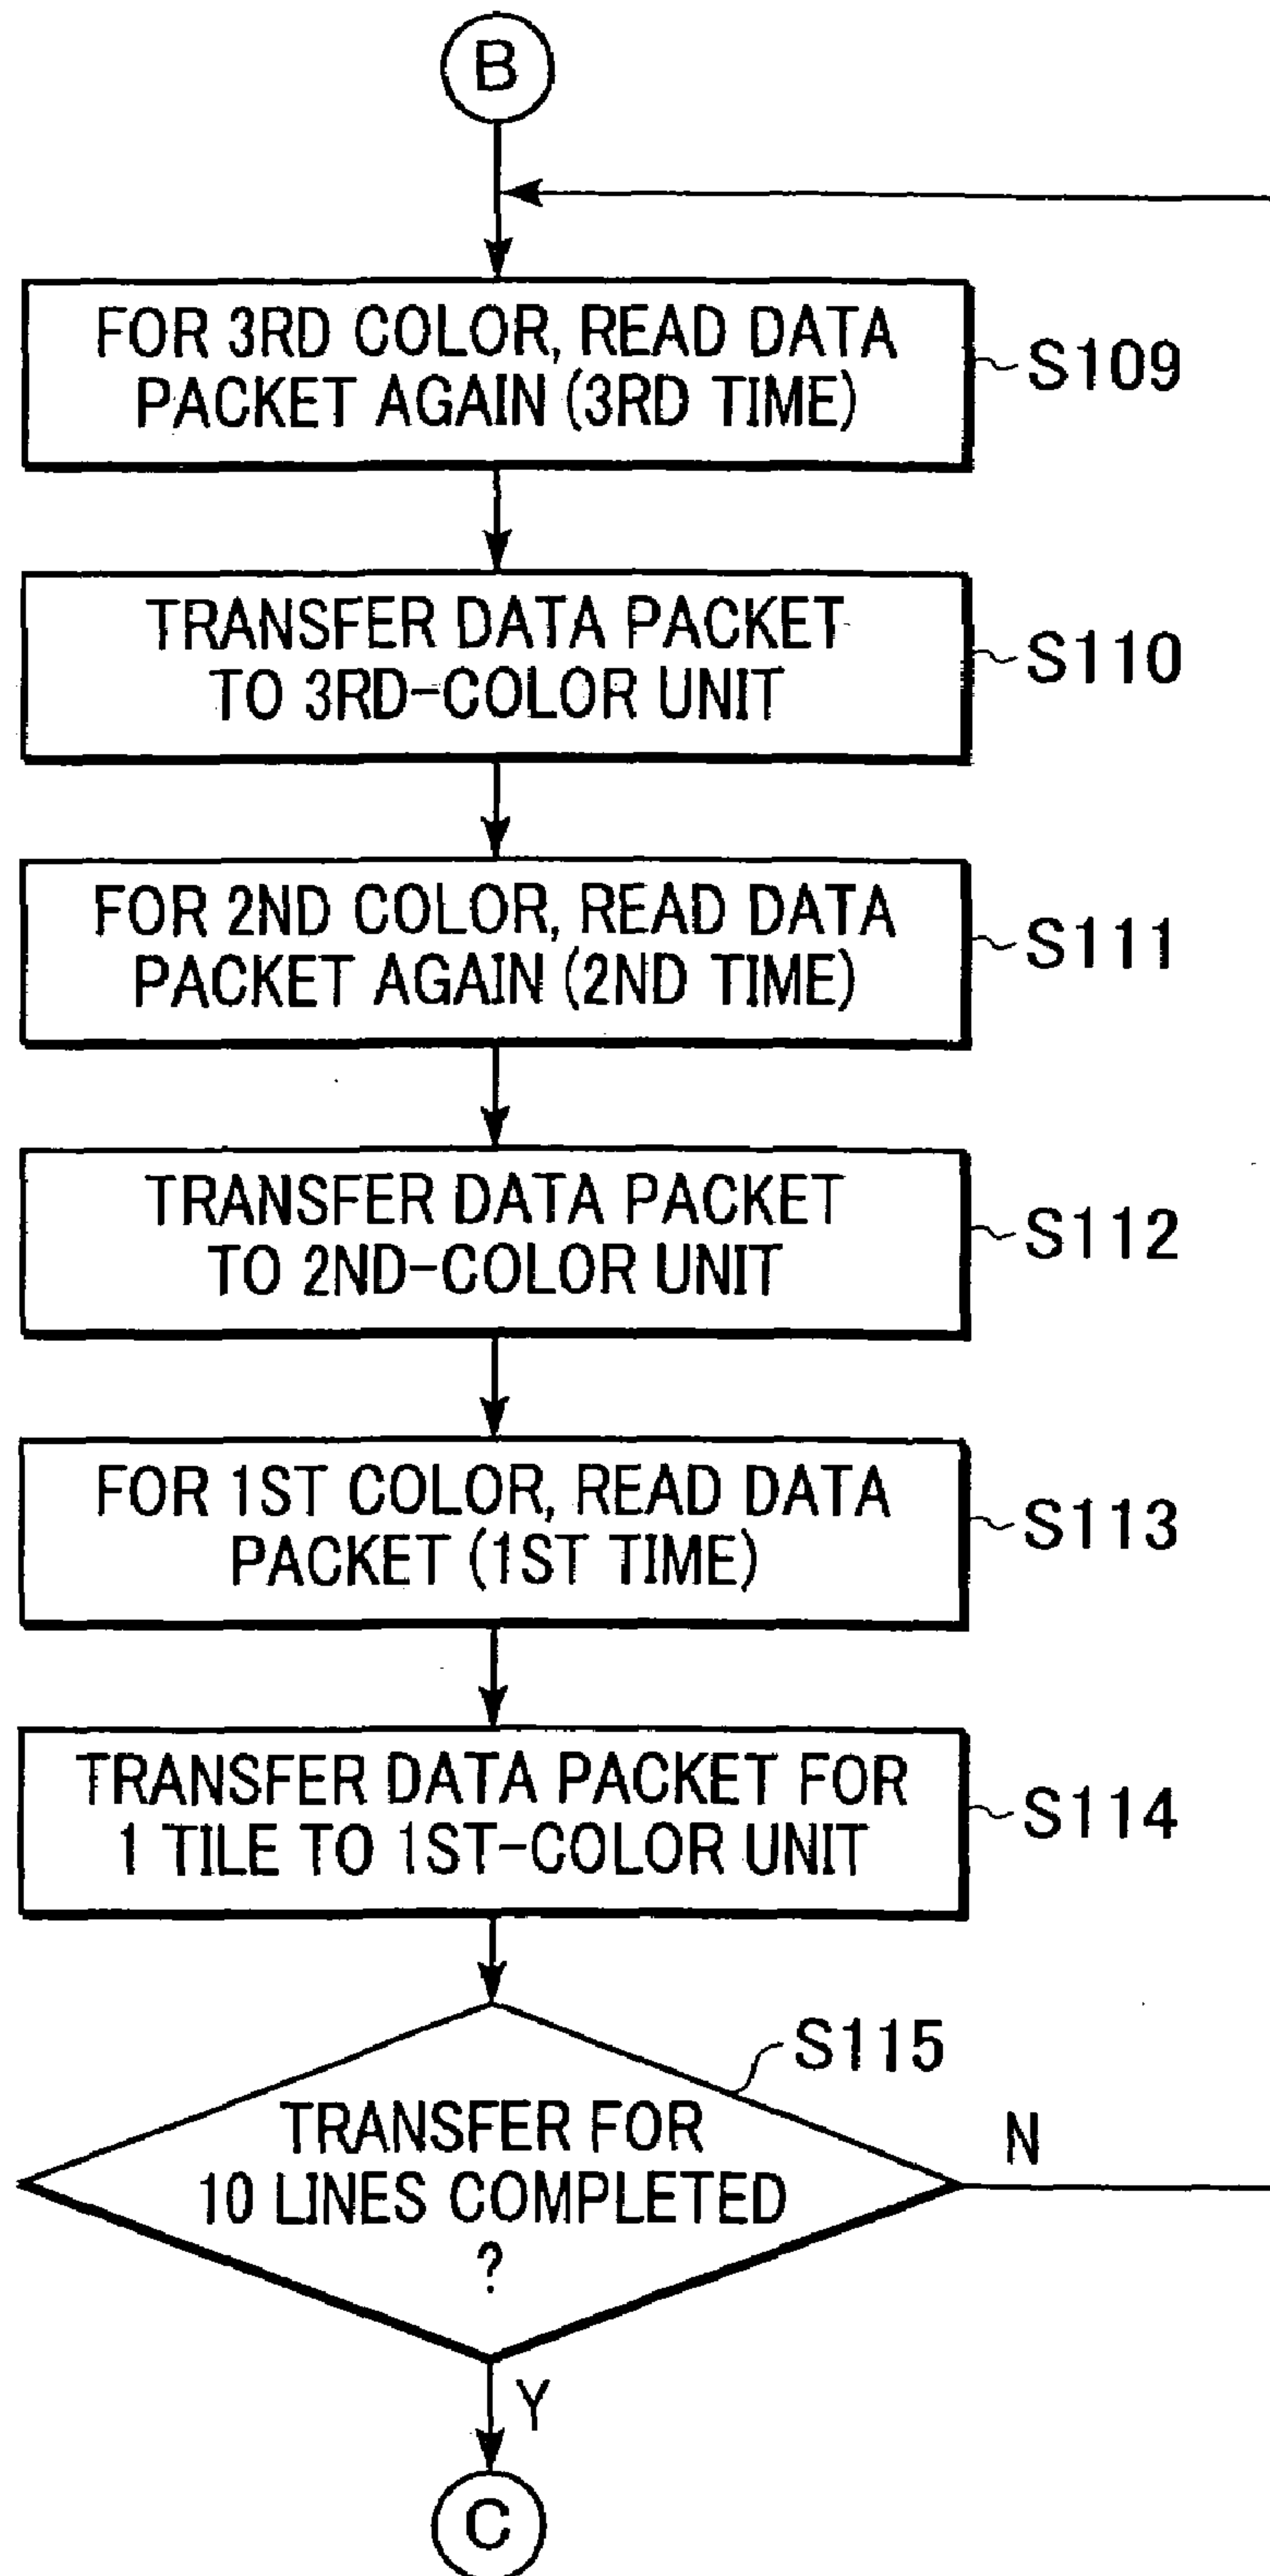 B
FOR 3RD COLOR, READ DATA
PACKET AGAIN (3RD TIME)
S109
TRANSFER DATA PACKET
TO 3RD-COLOR UNIT
S110
FOR 2ND COLOR, READ DATA
PACKET AGAIN (2ND TIME)
S111
TRANSFER DATA PACKET
TO 2ND-COLOR UNIT
S112
FOR 1ST COLOR, READ DATA
PACKET (1ST TIME)
S113
TRANSFER DATA PACKET FOR
1 TILE TO 1ST-COLOR UNIT
S114
S115
TRANSFER FOR
10 LINES COMPLETED
?
N
Y
C